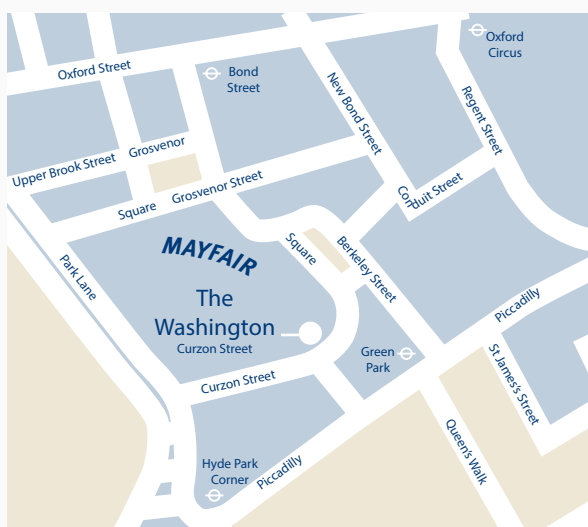 Oxford
Circus
Oxford Street
Bond
Street
New Bond Street
Regent Street
Upper Brook Street
Grosvenor
Square
Grosvenor Street
Conduit Street
MAYFAIR
Square
Berkeley Street
Park Lane
The
Washington
Curzon Street
Piccadilly
Green
Park
St James's Street
Curzon Street
Queen's Walk
Hyde Park
Corner
Piccadilly